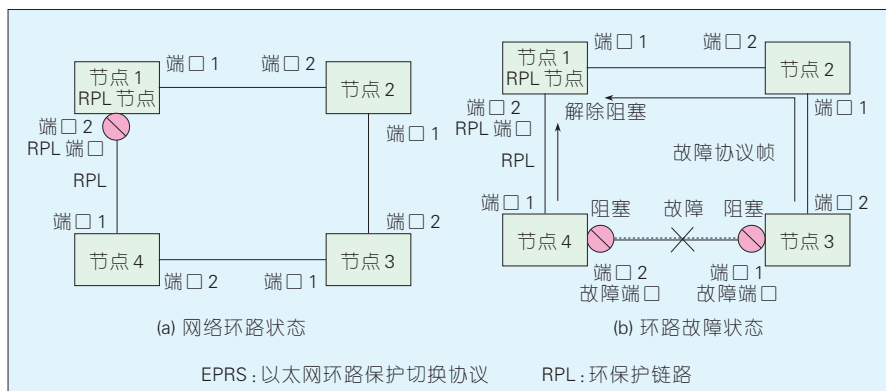 节点1
RPL 节点
端口 1
端口 2
节点 2
端口 2
RPL 端口
RPL
端口 1
端口 1
端口 2
节点 4
节点 3
端口 2
端口 1
(a) 网络环路状态
节点 1
RPL 节点
端口 1
端口 2
节点 2
端口 2
RPL 端口
RPL
解除阻塞
端口 1
故障协议帧
端口 1
端口 2
节点 4
阻塞
故障
阻塞
节点 3
端口 2
故障端口
端口 1
故障端口
(b) 环路故障状态
EPRS:以太网环路保护切换协议
RPL:环保护链路